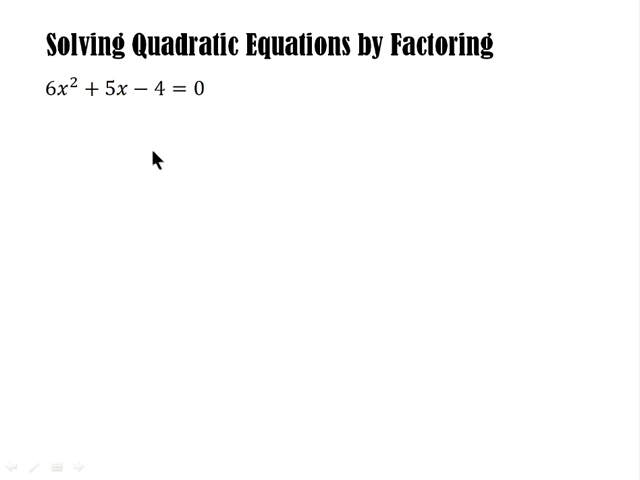 Solving Quadratic Equations by Factoring
6x² + 5x − 4 = 0